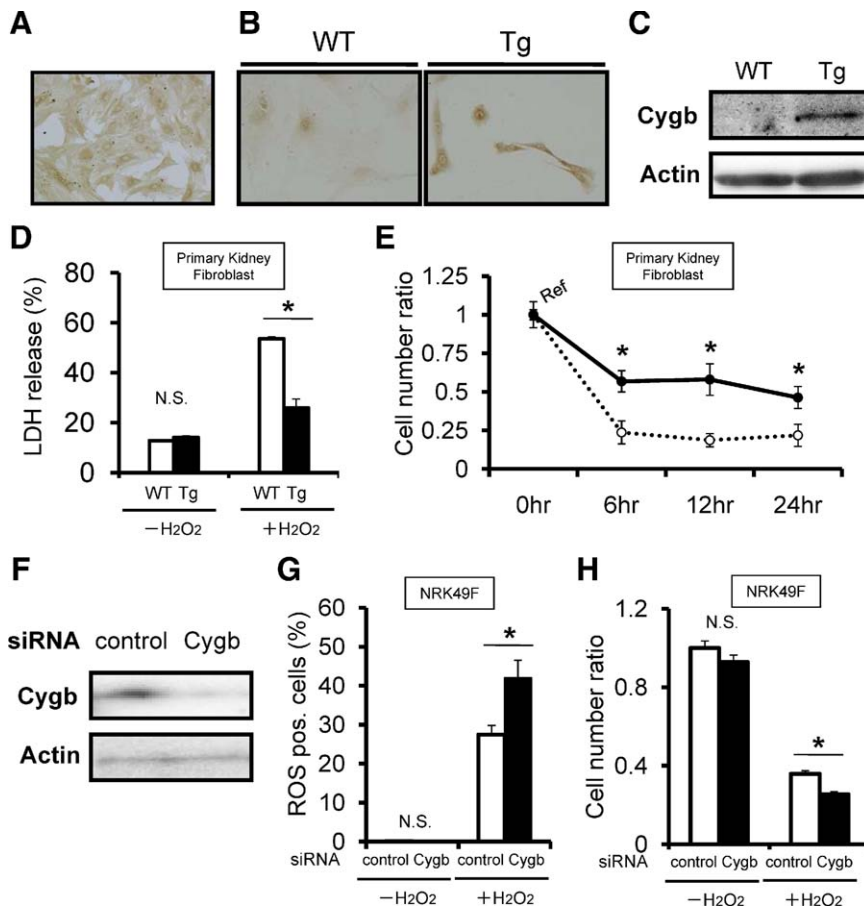 A
B
WT
Tg
C
WT
Tg
Cygb
Actin
D
Primary Kidney
Fibroblast
LDH release (%)
80
60
40
20
0
N.S.
*
WT Tg
WT Tg
−H2O2
+H2O2
E
Primary Kidney
Fibroblast
Cell number ratio
1.25
1
0.75
0.5
0.25
0
Ref
*
*
*
0hr
6hr
12hr
24hr
F
siRNA control Cygb
Cygb
Actin
G
NRK49F
ROS pos. cells (%)
60
50
40
30
20
10
0
N.S.
*
siRNA control Cygb control Cygb
−H2O2
+H2O2
H
NRK49F
Cell number ratio
1.2
0.8
0.4
0
N.S.
*
siRNA control Cygb control Cygb
−H2O2
+H2O2